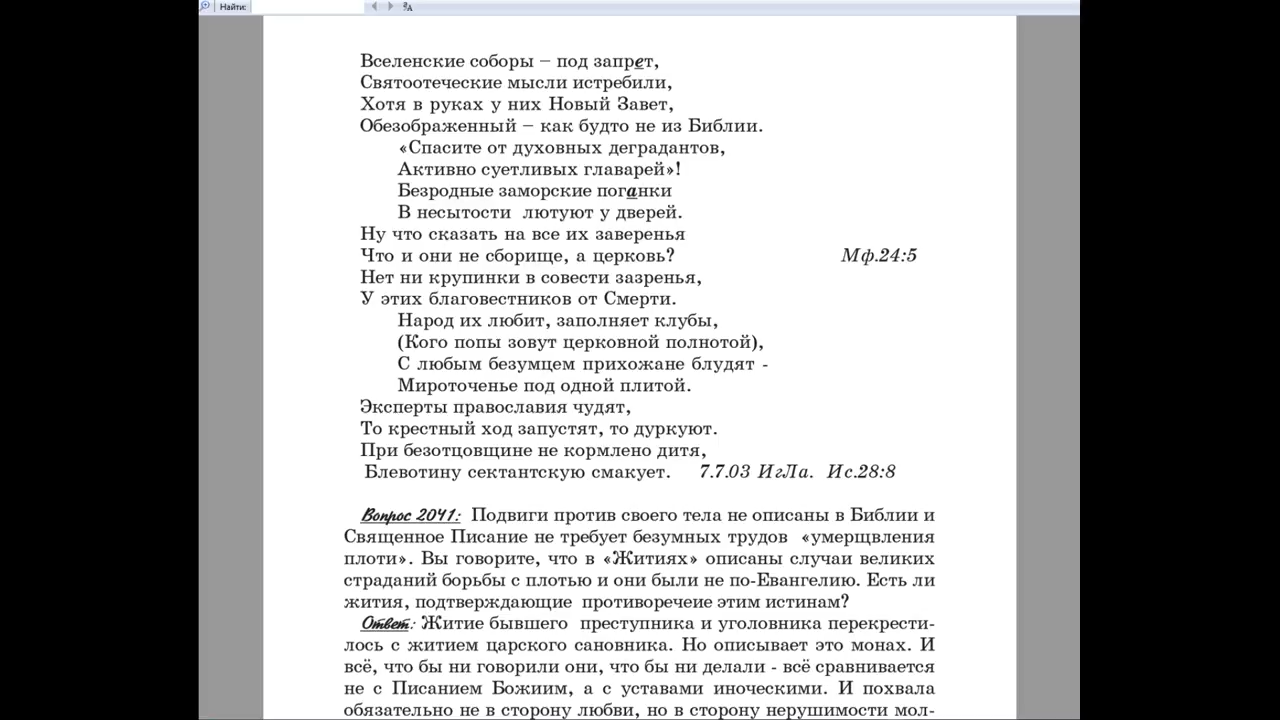 Найти:
Вселенские соборы – под запрет,
Святоотеческие мысли истребили,
Хотя в руках у них Новый Завет,
Обезображенный – как будто не из Библии.
«Спасите от духовных деградантов,
Активно суетливых главарей»!
Безродные заморские поганки
В несытости лютуют у дверей.
Ну что сказать на все их заверенья
Что и они не сборище, а церковь? Мф.24:5
Нет ни крупинки в совести зазренья,
У этих благовестников от Смерти.
Народ их любит, заполняет клубы,
(Кого попы зовут церковной полнотой),
С любым безумцем прихожане блудят -
Мироточенье под одной плитой.
Эксперты православия чудят,
То крестный ход запустят, то дуркуют.
При безотцовщине не кормлено дитя,
Блевотину сектантскую смакует. 7.7.03 ИгЛа. Ис.28:8
Вопрос 2041: Подвиги против своего тела не описаны в Библии и
Священное Писание не требует безумных трудов «умерщвления
плоти». Вы говорите, что в «Житиях» описаны случаи великих
страданий борьбы с плотью и они были не по-Евангелию. Есть ли
жития, подтверждающие противоречеие этим истинам?
Ответ: Житие бывшего преступника и уголовника перекрести-
лось с житием царского сановника. Но описывает это монах. И
всё, что бы ни говорили они, что бы ни делали - всё сравнивается
не с Писанием Божиим, а с уставами иноческими. И похвала
обязательно не в сторону любви, но в сторону нерушимости мол-